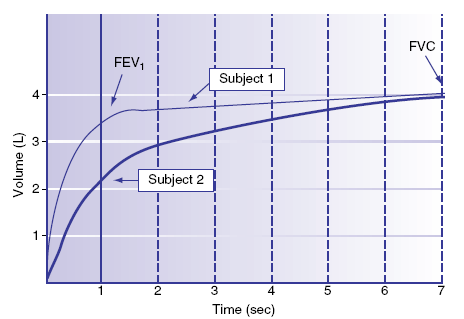 FVC
FEV1
Subject 1
4
3
Subject 2
2
1
Volume (L)
1 2 3 4 5 6 7
Time (sec)